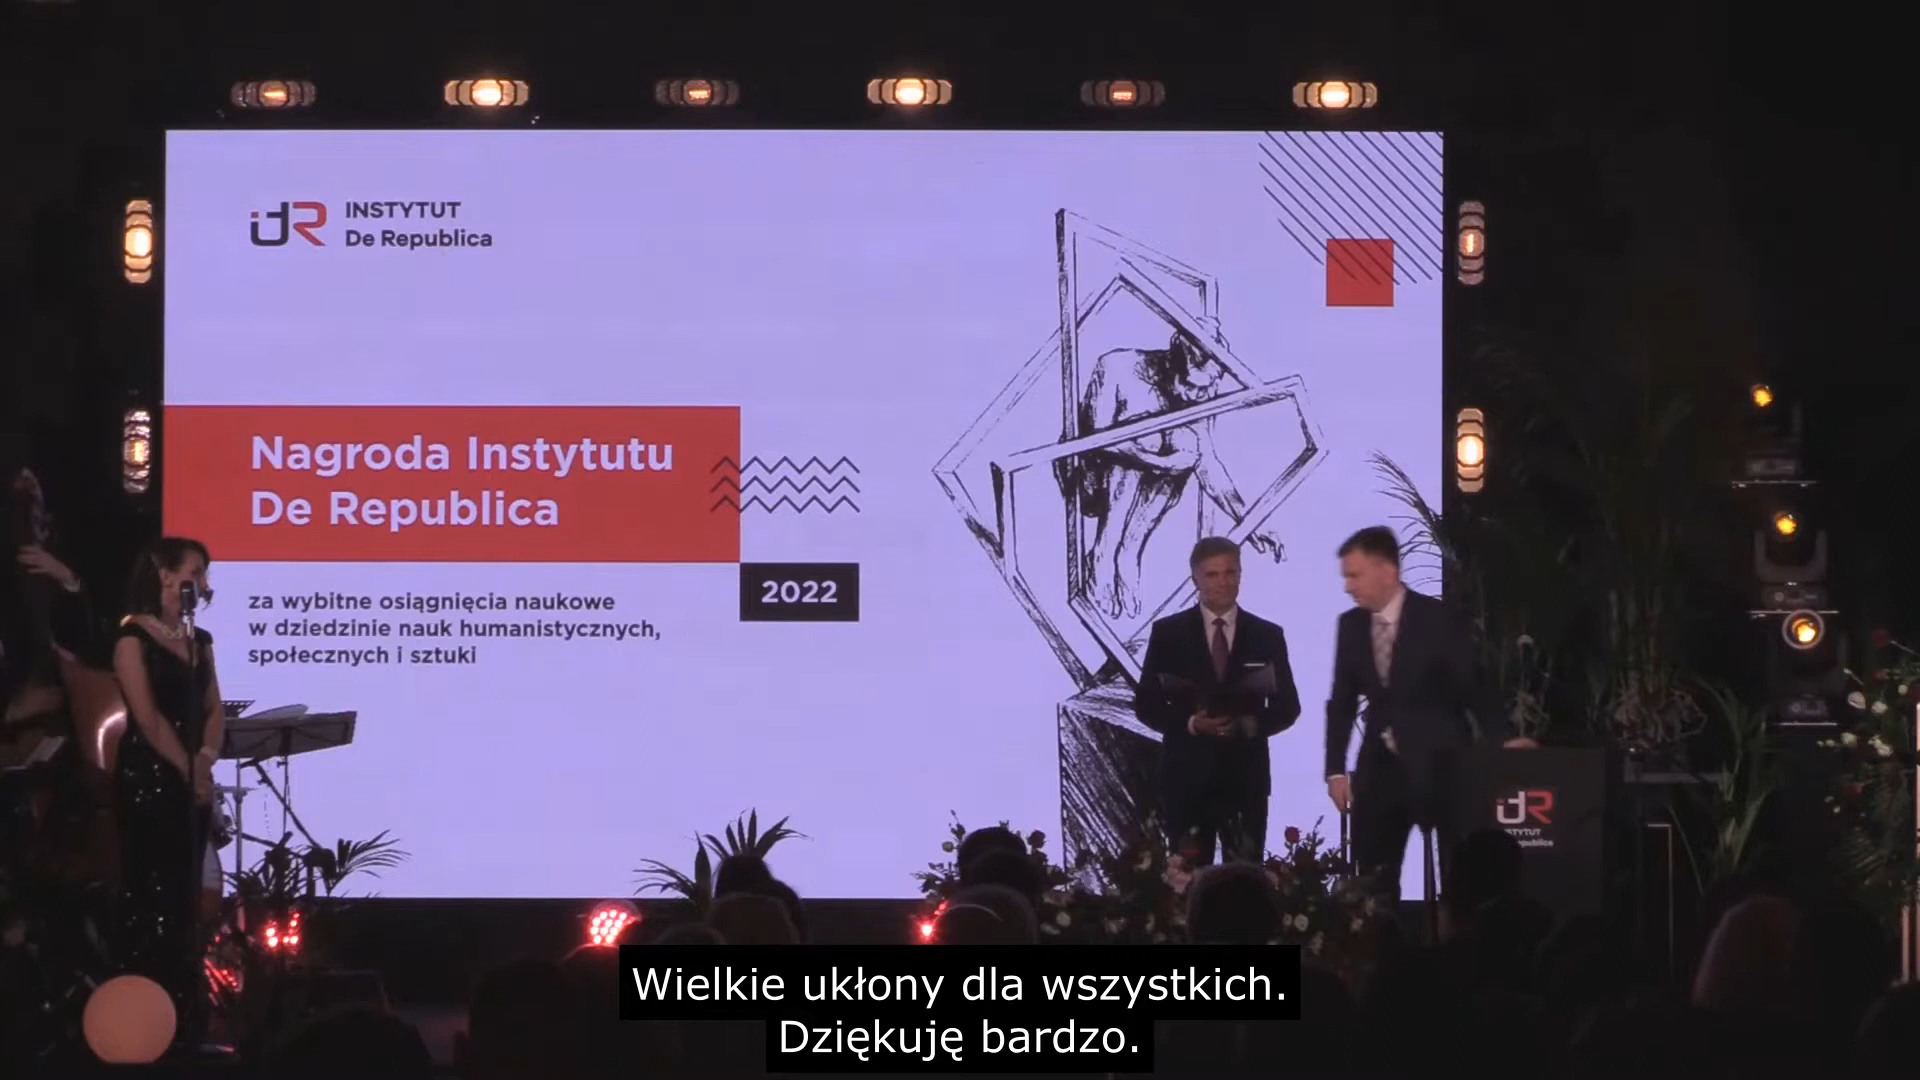 iдR INSTYTUT
De Republica
Nagroda Instytutu
De Republica
2022
za wybitne osiągnięcia naukowe
w dziedzinie nauk humanistycznych,
społecznych i sztuki
Wielkie ukłony dla wszystkich.
Dziękuję bardzo.